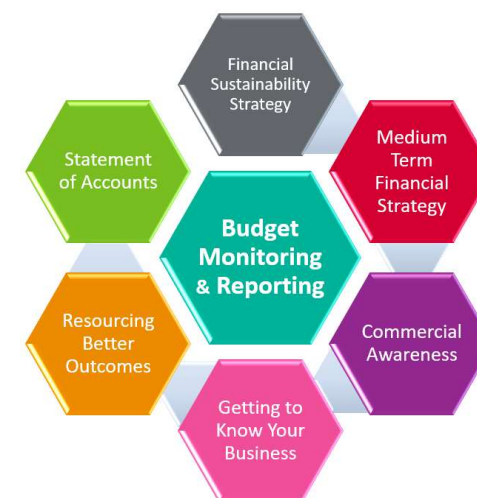 Financial
Sustainability
Strategy
Medium
Term
Financial
Strategy
Statement
of Accounts
Budget
Monitoring
& Reporting
Commercial
Awareness
Resourcing
Better
Outcomes
Getting to
Know Your
Business